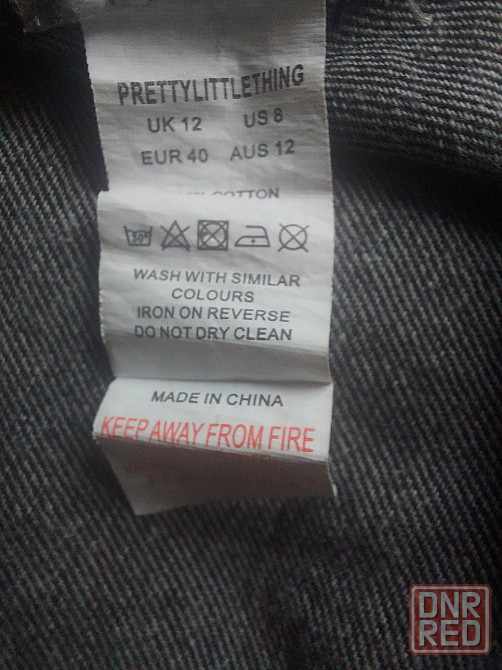 PRETTYLITTLETHING
UK 12 US 8
EUR 40 AUS 12
COTTON
30°
WASH WITH SIMILAR
COLOURS
IRON ON REVERSE
DO NOT DRY CLEAN
MADE IN CHINA
KEEP AWAY FROM FIRE
DNR
RED